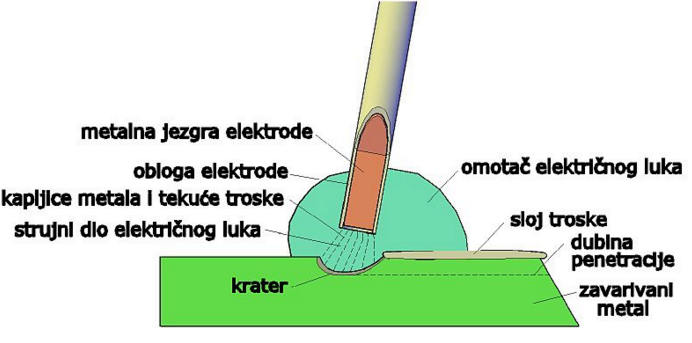 metalna jezgra elektrode
obloga elektrode
kapljice metala i tekuće troske
strujni dio električnog luka
krater
omotač električnog luka
sloj troske
dubina
penetracije
zavarivani
metal